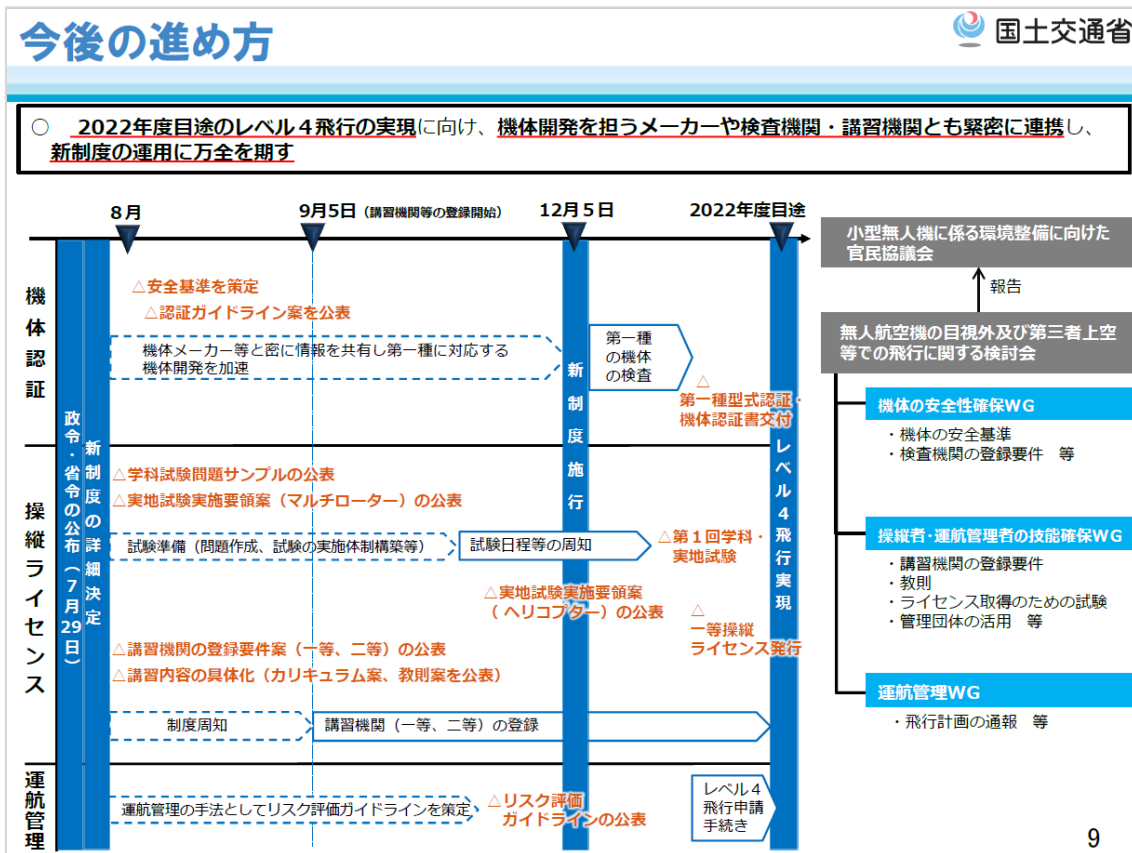 今後の進め方
国土交通省
○ 2022年度目途のレベル４飛行の実現に向け、機体開発を担うメーカーや検査機関・講習機関とも緊密に連携し、
新制度の運用に万全を期す
8月
9月5日（講習機関等の登録開始）
12月５日
2022年度目途
機体認証
政令・省令の公布（７月29日）
新制度の詳細決定
△安全基準を策定
△認証ガイドライン案を公表
機体メーカー等と密に情報を共有し第一種に対応する
機体開発を加速
新制度施行
第一種
の機体
の検査
△
第一種型式認証・
機体認証書交付
レベル４飛行実現
操縦ライセンス
△学科試験問題サンプルの公表
△実地試験実施要領案（マルチローター）の公表
試験準備（問題作成、試験の実施体制構築等）
試験日程等の周知
△第１回学科・
実地試験
△実地試験実施要領案
（ヘリコプター）の公表
△
一等操縦
ライセンス発行
△講習機関の登録要件案（一等、二等）の公表
△講習内容の具体化（カリキュラム案、教則案を公表）
制度周知
講習機関（一等、二等）の登録
運航管理
運航管理の手法としてリスク評価ガイドラインを策定
△リスク評価
ガイドラインの公表
レベル４
飛行申請
手続き
小型無人機に係る環境整備に向けた
官民協議会
報告
無人航空機の目視外及び第三者上空
等での飛行に関する検討会
機体の安全性確保WG
・機体の安全基準
・検査機関の登録要件 等
操縦者・運航管理者の技能確保WG
・講習機関の登録要件
・教則
・ライセンス取得のための試験
・管理団体の活用 等
運航管理WG
・飛行計画の通報 等
9